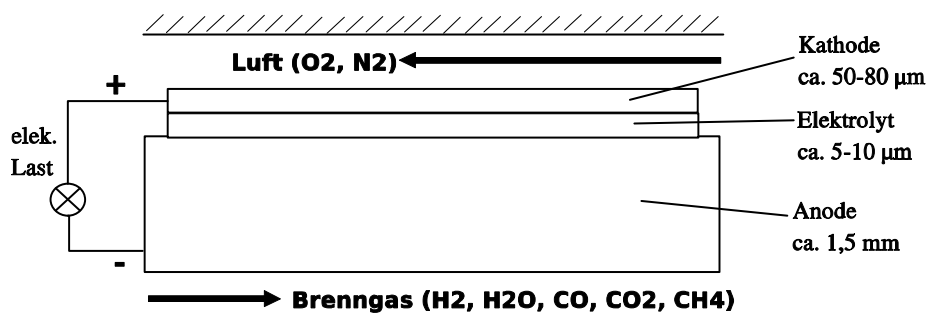 Luft (O2, N2)
Kathode
ca. 50-80 µm
+
elek.
Last
Elektrolyt
ca. 5-10 µm
Anode
ca. 1,5 mm
-
Brenngas (H2, H2O, CO, CO2, CH4)